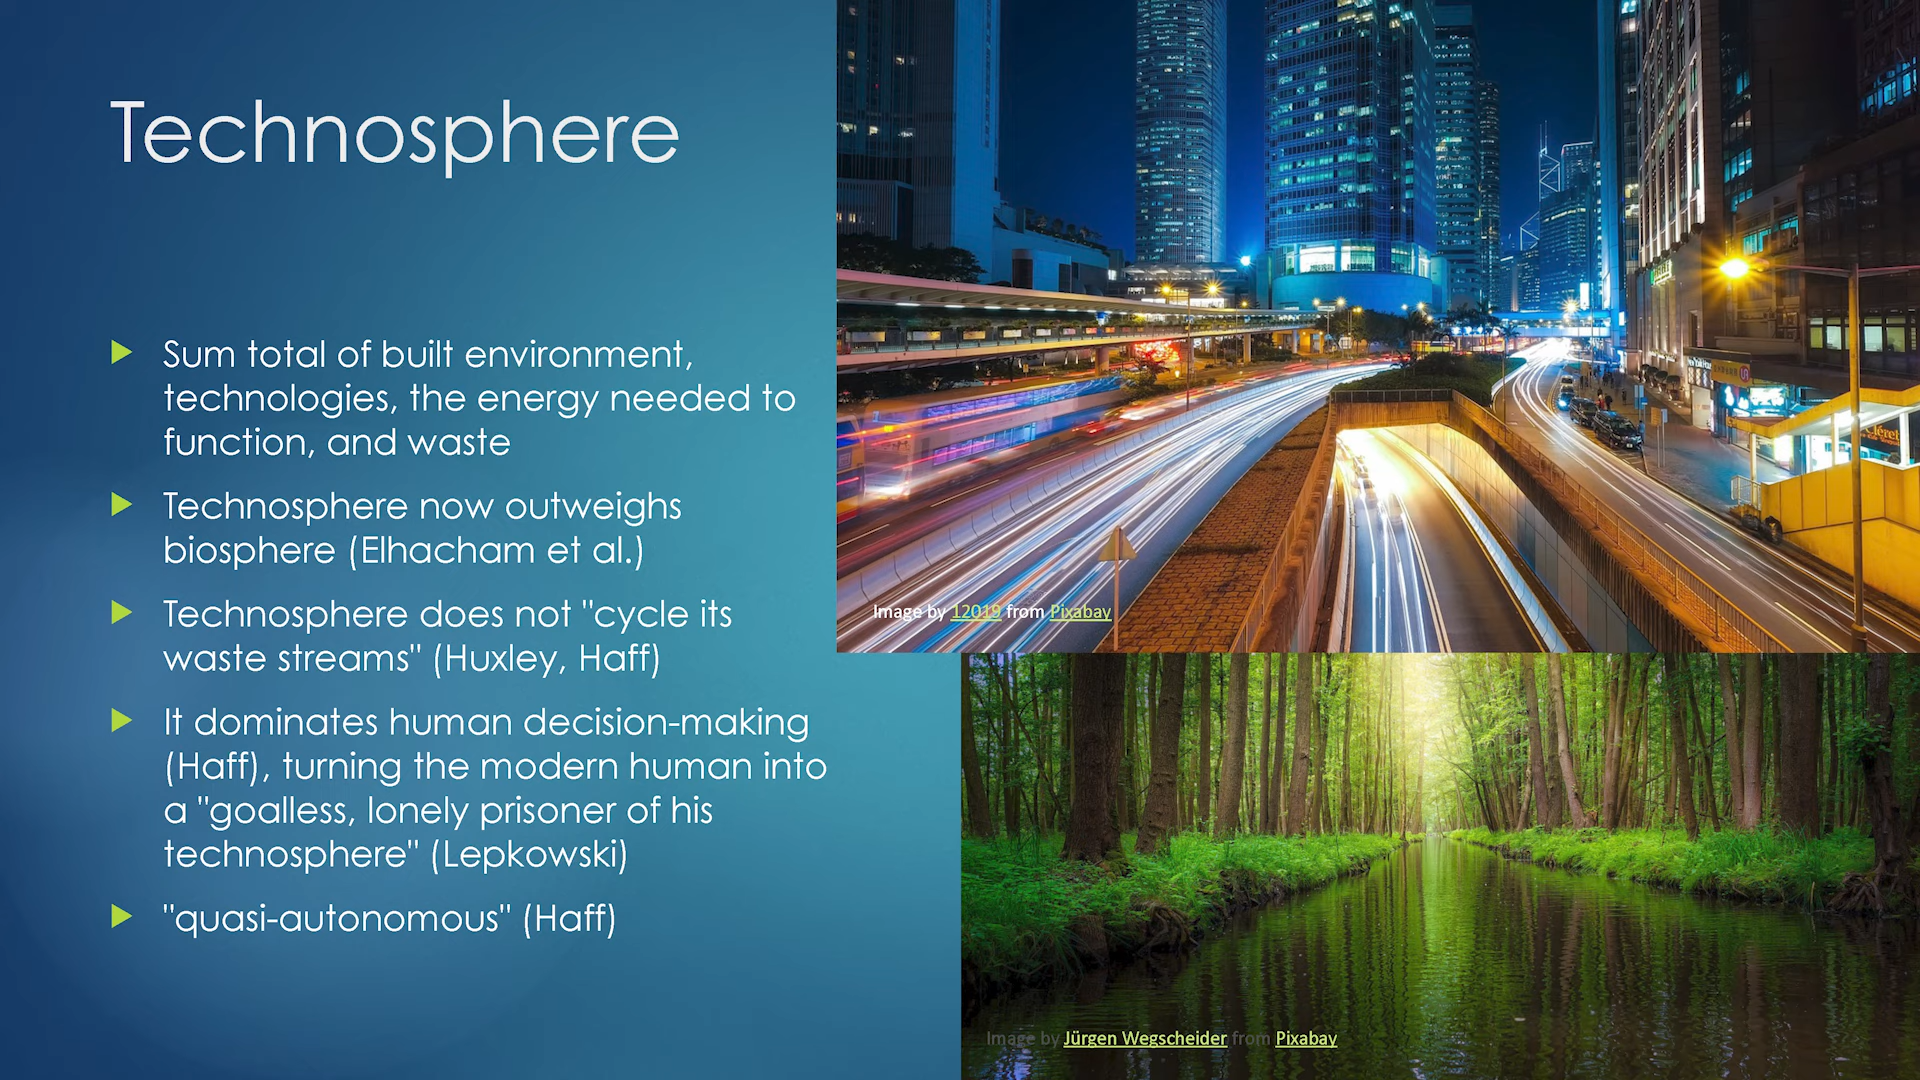 Technosphere
Sum total of built environment,
technologies, the energy needed to
function, and waste
Technosphere now outweighs
biosphere (Elhacham et al.)
Technosphere does not "cycle its
waste streams" (Huxley, Haff)
It dominates human decision-making
(Haff), turning the modern human into
a "goalless, lonely prisoner of his
technosphere" (Lepkowski)
"quasi-autonomous" (Haff)
Image by 12019 from Pixabay
Image by Jürgen Wegscheider from Pixabay